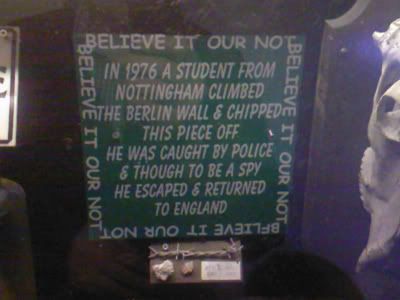 BELIEVE IT OUR NOT
BELIEVE IT OUR NOT
IN 1976 A STUDENT FROM
NOTTINGHAM CLIMBED
THE BERLIN WALL & CHIPPED
THIS PIECE OFF
HE WAS CAUGHT BY POLICE
& THOUGH TO BE A SPY
HE ESCAPED & RETURNED
TO ENGLAND
BELIEVE IT OUR NOT
BELIEVE IT OUR NOT